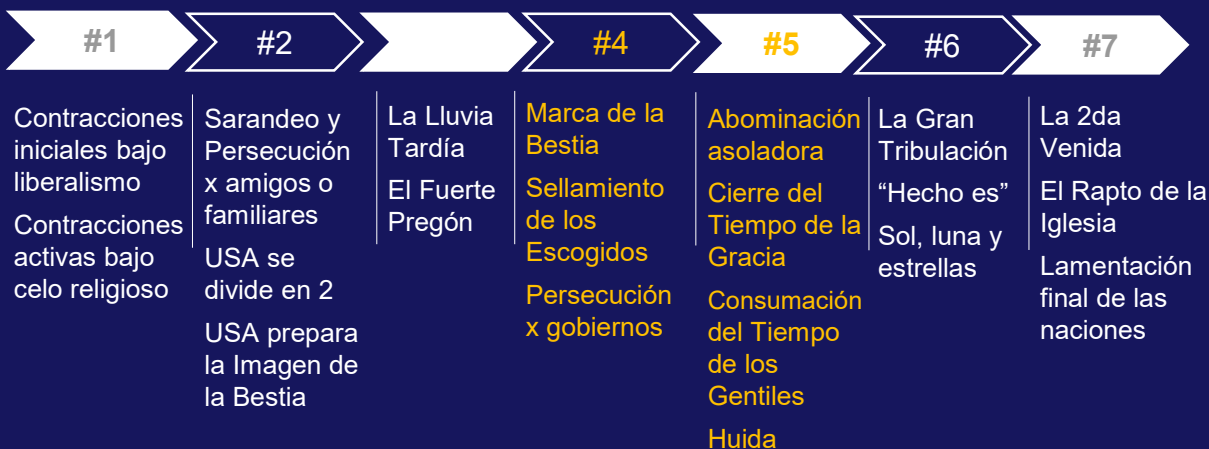 #1
#2
#4
#5
#6
#7
Contracciones
iniciales bajo
liberalismo
Contracciones
activas bajo
celo religioso
Sarandeo y
Persecución
x amigos o
familiares
USA se
divide en 2
USA prepara
la Imagen de
la Bestia
La Lluvia
Tardía
El Fuerte
Pregón
Marca de la
Bestia
Sellamiento
de los
Escogidos
Persecución
x gobiernos
Abominación
asoladora
Cierre del
Tiempo de la
Gracia
Consumación
del Tiempo
de los
Gentiles
Huida
La Gran
Tribulación
“Hecho es”
Sol, luna y
estrellas
La 2da
Venida
El Rapto de la
Iglesia
Lamentación
final de las
naciones